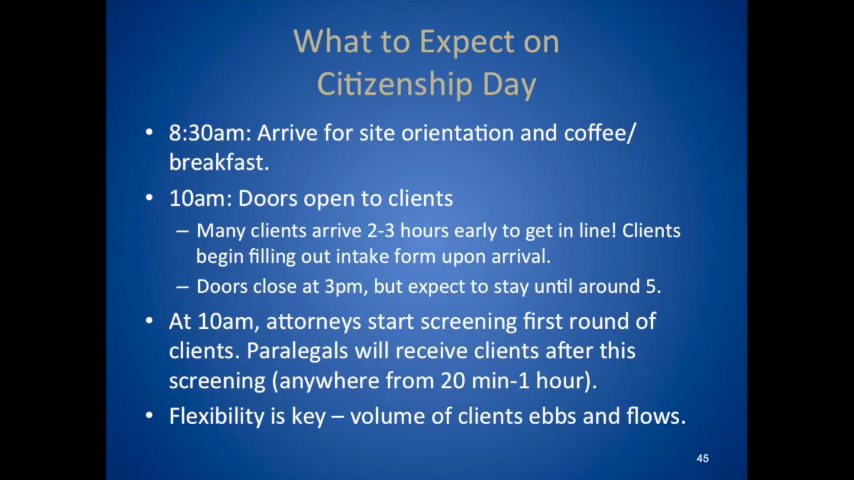 What to Expect on
Citizenship Day
• 8:30am: Arrive for site orientation and coffee/
breakfast.
• 10am: Doors open to clients
– Many clients arrive 2-3 hours early to get in line! Clients
begin filling out intake form upon arrival.
– Doors close at 3pm, but expect to stay until around 5.
• At 10am, attorneys start screening first round of
clients. Paralegals will receive clients after this
screening (anywhere from 20 min-1 hour).
• Flexibility is key – volume of clients ebbs and flows.
45